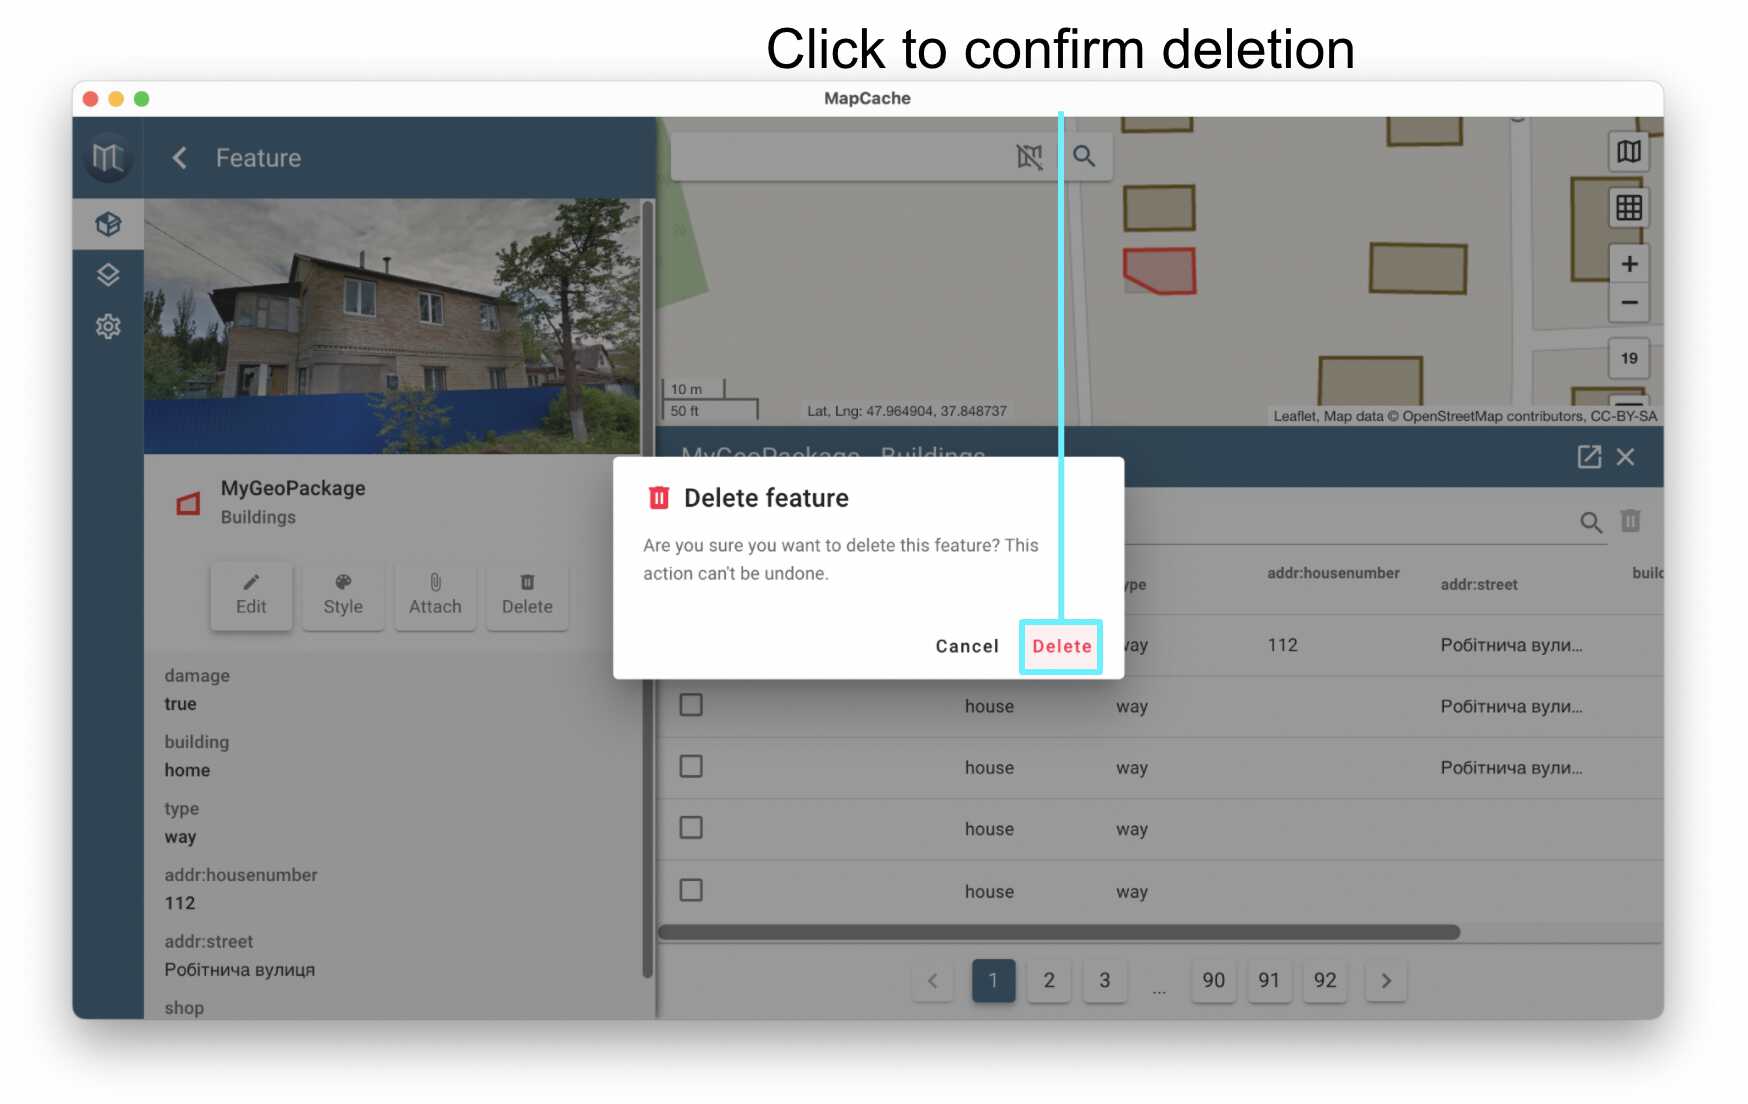 Click to confirm deletion
MapCache
Feature
10 m
50 ft
Lat, Lng: 47.964904, 37.848737
19
Leaflet, Map data © OpenStreetMap contributors, CC-BY-SA
MyGeoPackage
Buildings
Edit
Style
Attach
Delete
damage
true
building
home
type
way
addr:housenumber
112
addr:street
Робітнича вулиця
shop
MyGeoPackage - Buildings
Delete feature
Are you sure you want to delete this feature? This
action can't be undone.
Cancel
Delete
addr:housenumber
addr:street
112
Робітнича вули...
house way Робітнича вули...
house way Робітнича вули...
house way
house way
1 2 3 ... 90 91 92